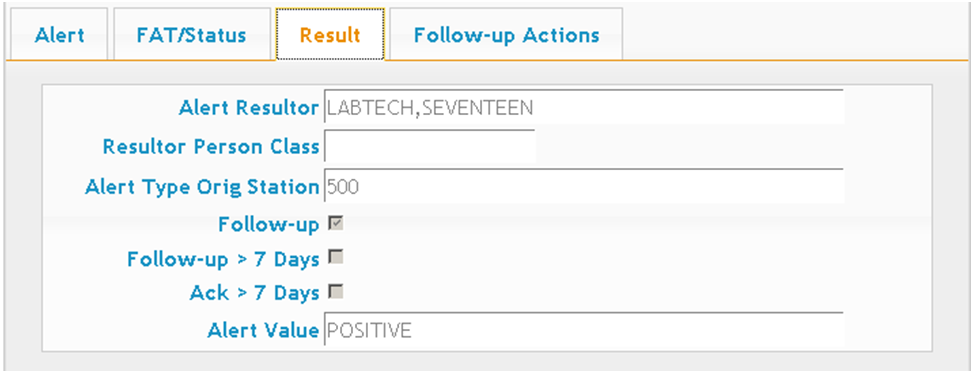 Alert FAT/Status Result Follow-up Actions
Alert Resultor LABTECH,SEVENTEEN
Resultor Person Class
Alert Type Orig Station 500
Follow-up
Follow-up > 7 Days
Ack > 7 Days
Alert Value POSITIVE